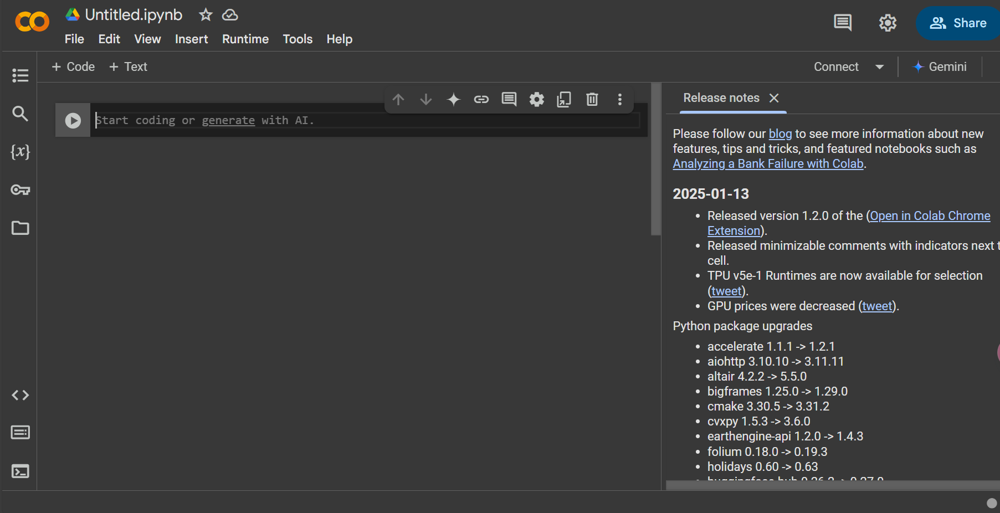 Untitled.ipynb
File Edit View Insert Runtime Tools Help
Share
+ Code + Text
Connect
Gemini
Start coding or generate with AI.
{x}
Release notes
Please follow our blog to see more information about new
features, tips and tricks, and featured notebooks such as
Analyzing a Bank Failure with Colab.
2025-01-13
• Released version 1.2.0 of the (Open in Colab Chrome
Extension).
• Released minimizable comments with indicators next
cell.
• TPU v5e-1 Runtimes are now available for selection
(tweet).
• GPU prices were decreased (tweet).
Python package upgrades
• accelerate 1.1.1 -> 1.2.1
• aiohttp 3.10.10 -> 3.11.11
• altair 4.2.2 -> 5.5.0
• bigframes 1.25.0 -> 1.29.0
• cmake 3.30.5 -> 3.31.2
• cvxpy 1.5.3 -> 3.6.0
• earthengine-api 1.2.0 -> 1.4.3
• folium 0.18.0 -> 0.19.3
• holidays 0.60 -> 0.63